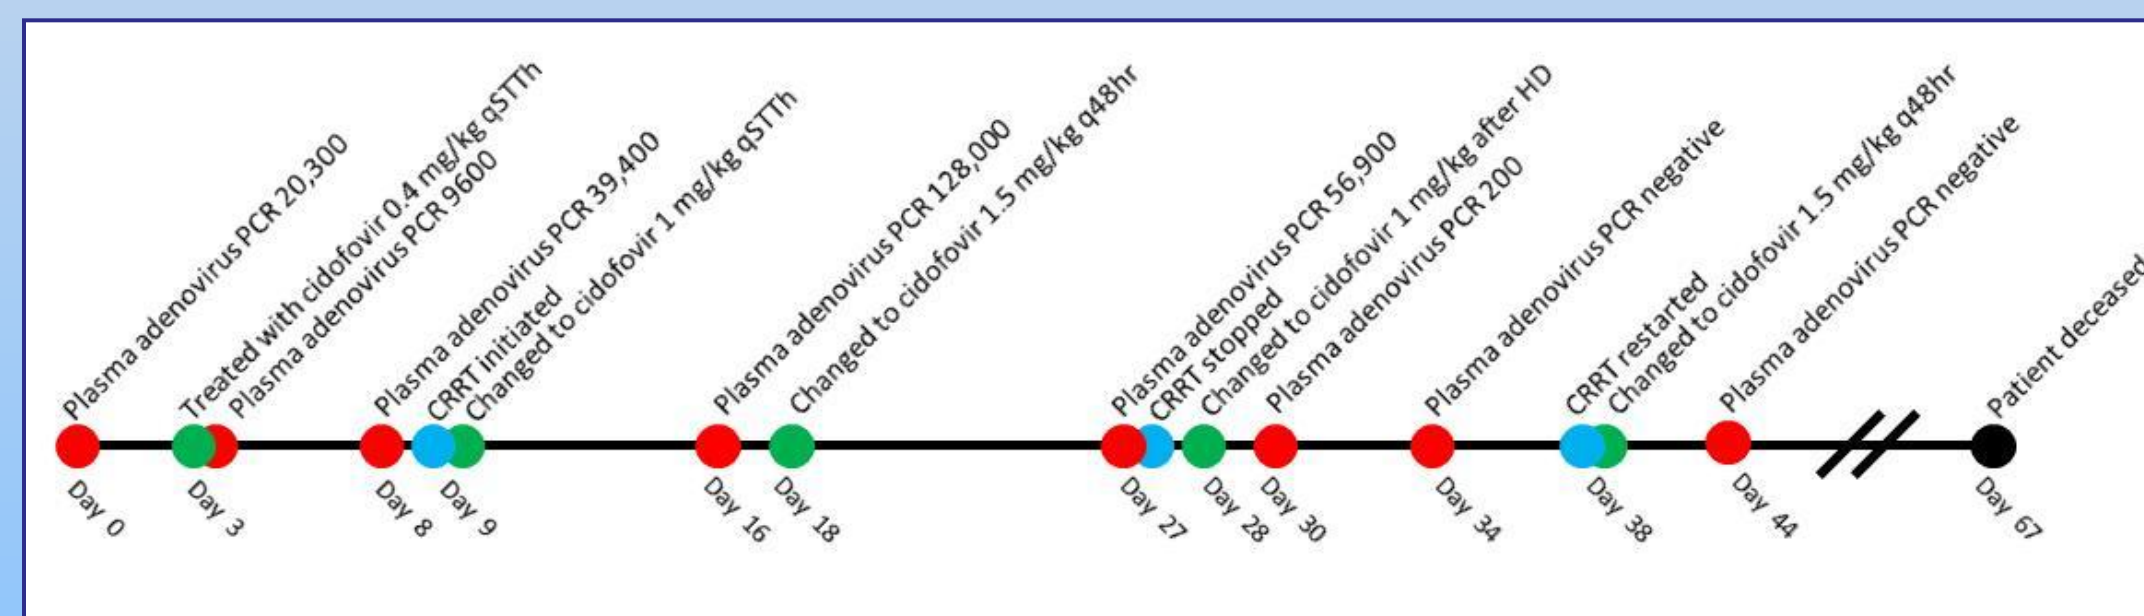 Plasma adenovirus PCR 20,300
Treated with cidofovir 0.4 mg/kg qSTTh
Plasma adenovirus PCR 9600
Plasma adenovirus PCR 39,400
CRRT initiated
Changed to cidofovir 1 mg/kg qSTTh
Plasma adenovirus PCR 128,000
Changed to cidofovir 1.5 mg/kg q48hr
Plasma adenovirus PCR 56,900
CRRT stopped
Changed to cidofovir 1 mg/kg after HD
Plasma adenovirus PCR 200
Plasma adenovirus PCR negative
CRRT restarted
Changed to cidofovir 1.5 mg/kg q48hr
Plasma adenovirus PCR negative
Patient deceased
Day 0
Day 3
Day 8
Day 9
Day 16
Day 18
Day 27
Day 28
Day 30
Day 34
Day 38
Day 44
Day 67